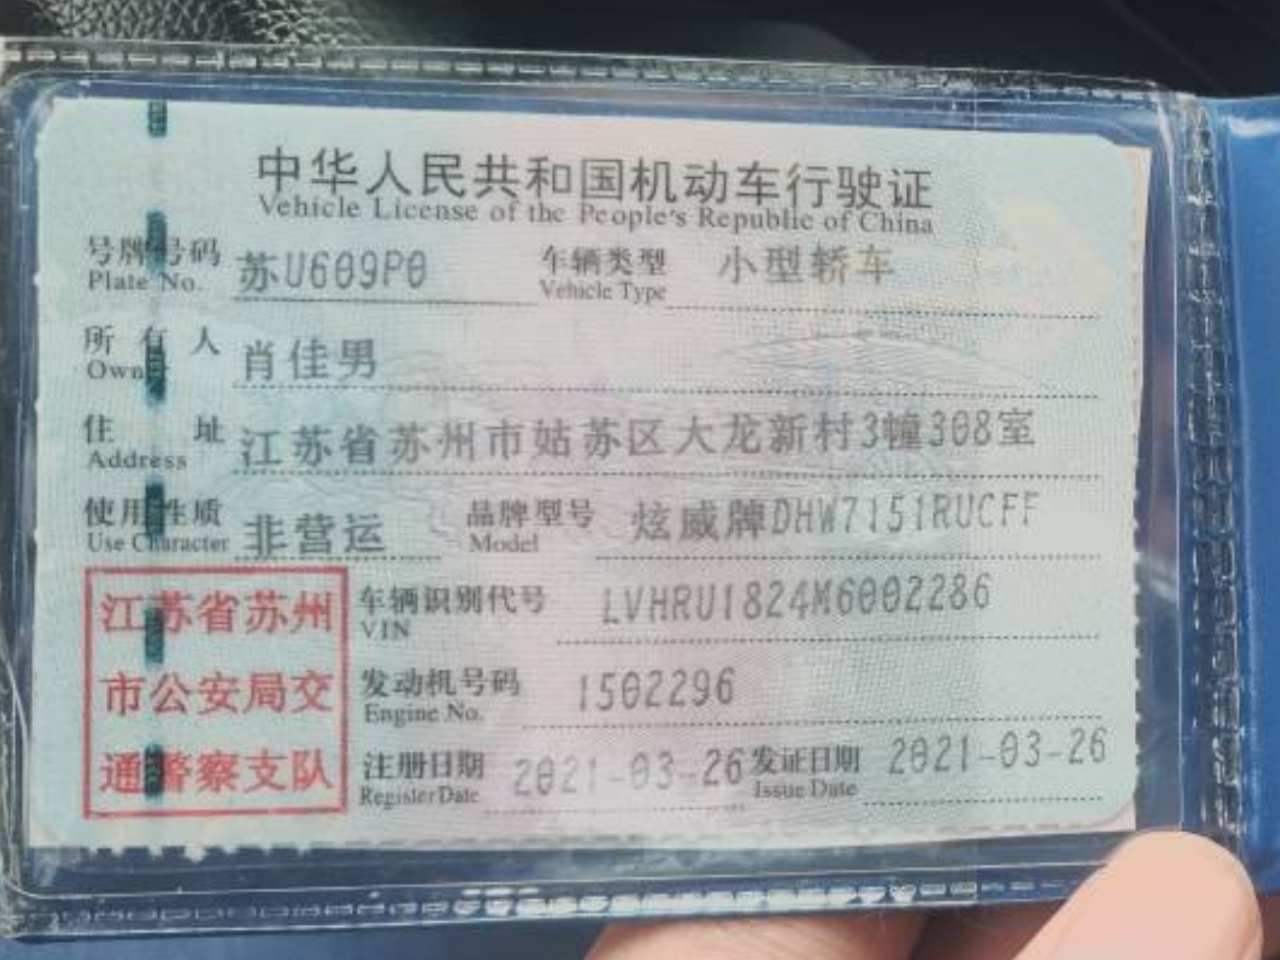 中华人民共和国机动车行驶证
Vehicle License of the People's Republic of China
号牌号码 苏U609P0 车辆类型 小型轿车
Plate No. Vehicle Type
所有人 肖佳男
Owner
住址 江苏省苏州市姑苏区大龙新村3幢308室
Address
使用性质 非营运 品牌型号 炫威牌DHW7151RUCFF
Use Character Model
江苏省苏州
市公安局交
通警察支队
车辆识别代号 LVHRU1824M6002286
VIN
发动机号码 1502296
Engine No.
注册日期 2021-03-26 发证日期 2021-03-26
Register Date Issue Date